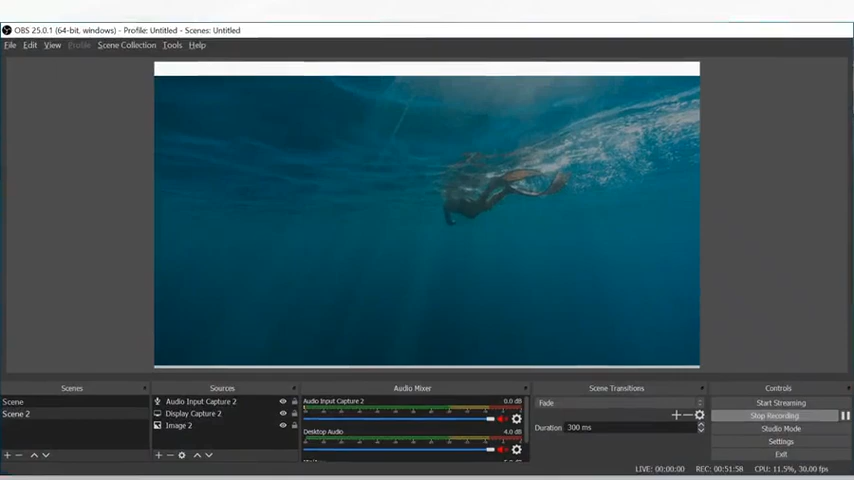 OBS 25.0.1 (64-bit, windows) - Profile: Untitled - Scenes: Untitled
File Edit View Profile Scene Collection Tools Help
Scenes
Sources
Audio Mixer
Scene Transitions
Controls
Scene
Scene 2
Audio Input Capture 2
Display Capture 2
Image 2
Audio Input Capture 2 0.0 dB
Desktop Audio 4.0 dB
Fade
Duration 300 ms
Start Streaming
Stop Recording
Studio Mode
Settings
Exit
LIVE: 00:00:00 REC: 00:51:58 CPU: 11.5%, 30.00 fps